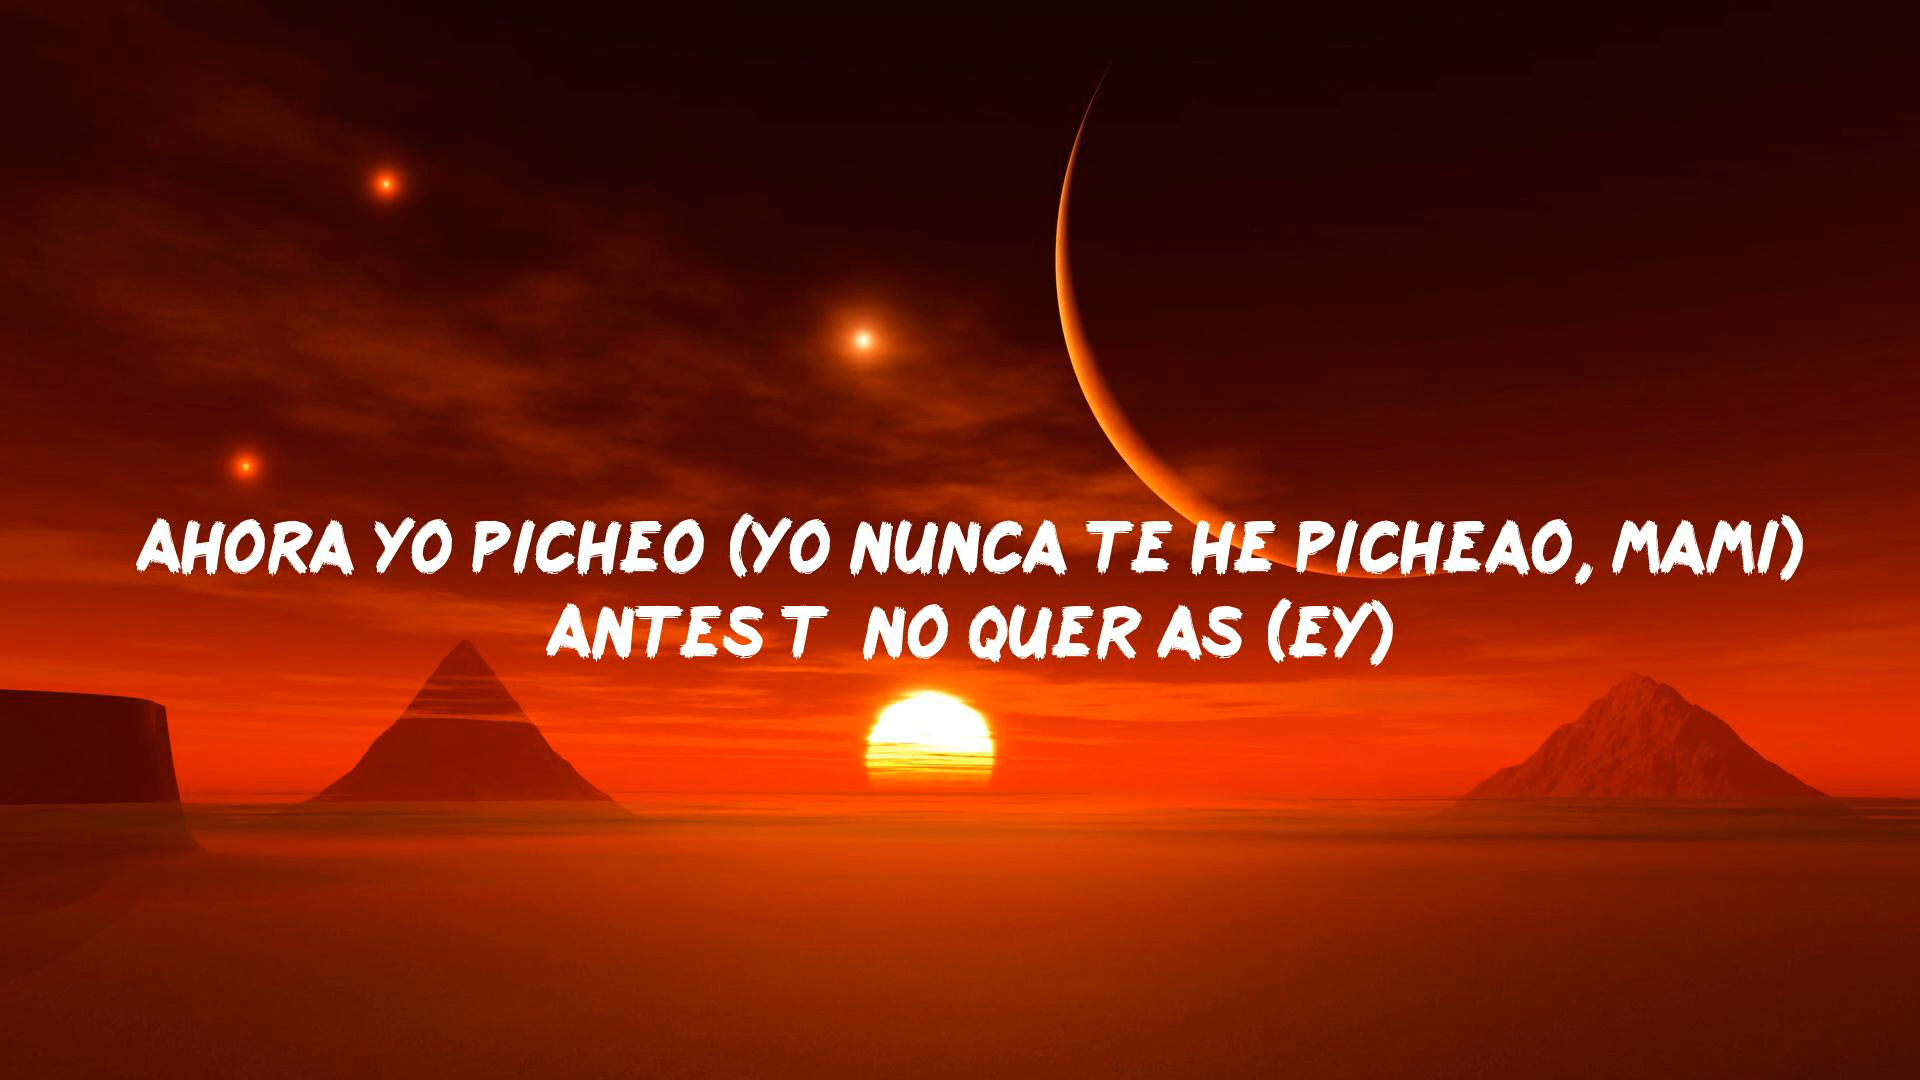 AHORA YO PICHEO (YO NUNCA TE HE PICHEAO, MAMI)
ANTES T NO QUER AS (EY)